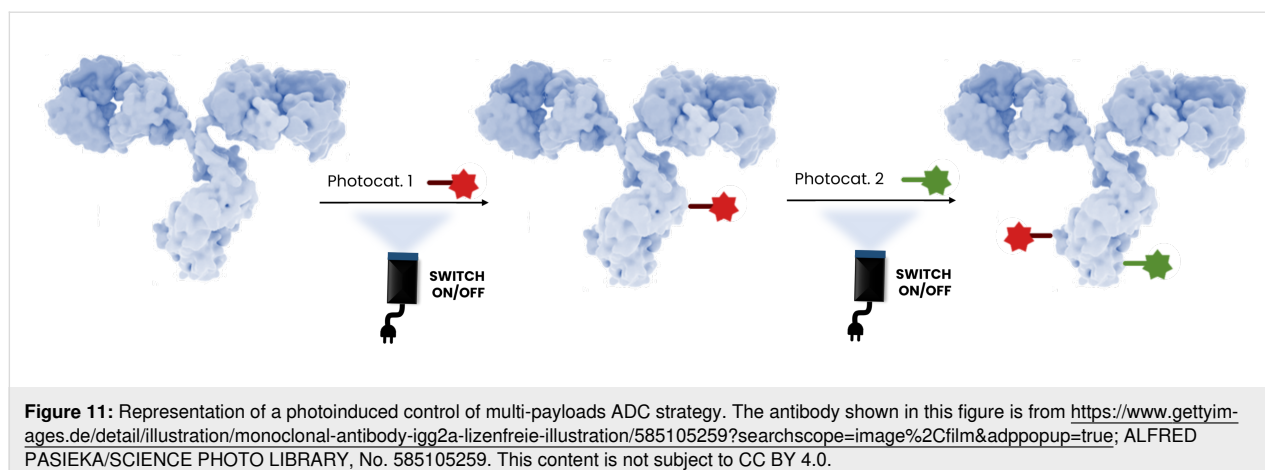 Photocat. 1
Photocat. 2
SWITCH
ON/OFF
SWITCH
ON/OFF
Figure 11: Representation of a photoinduced control of multi-payloads ADC strategy. The antibody shown in this figure is from https://www.gettyim-
ages.de/detail/illustration/monoclonal-antibody-igg2a-lizenfreie-illustration/585105259?searchscope=image%2Cfilm&adppopup=true; ALFRED
PASIEKA/SCIENCE PHOTO LIBRARY, No. 585105259. This content is not subject to CC BY 4.0.